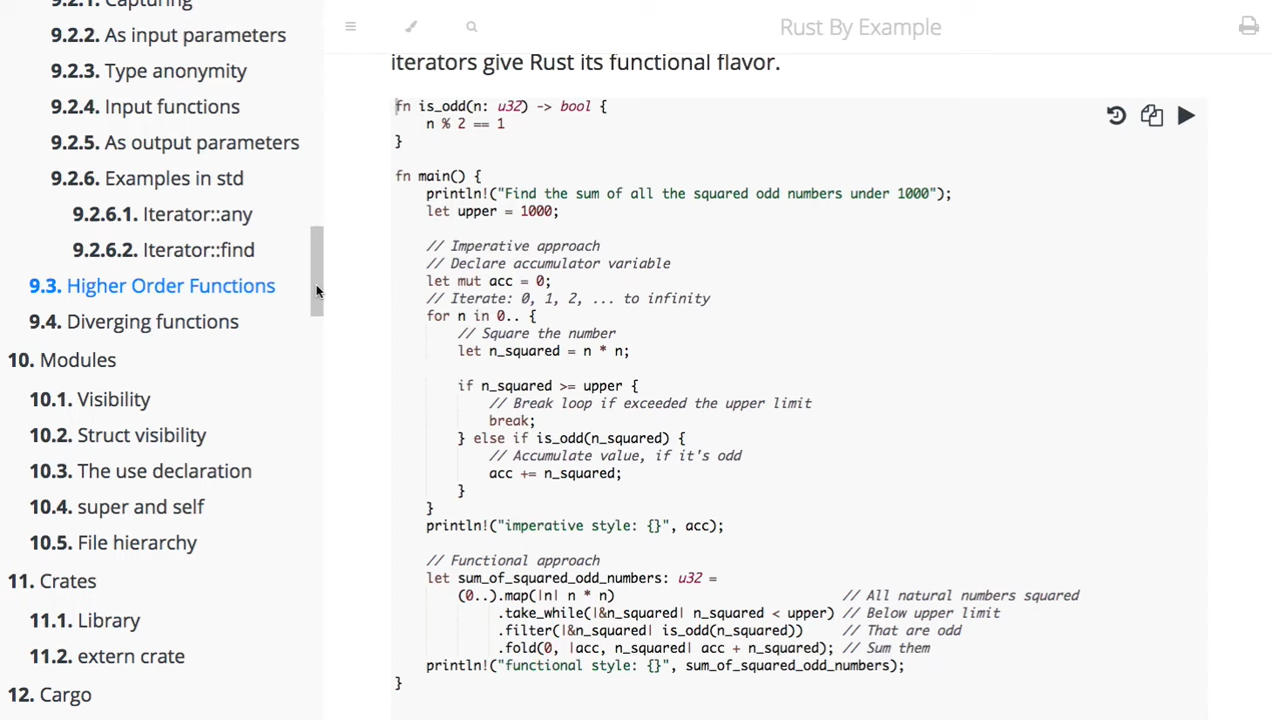 9.2.1. Capturing
9.2.2. As input parameters
9.2.3. Type anonymity
9.2.4. Input functions
9.2.5. As output parameters
9.2.6. Examples in std
9.2.6.1. Iterator::any
9.2.6.2. Iterator::find
9.3. Higher Order Functions
9.4. Diverging functions
10. Modules
10.1. Visibility
10.2. Struct visibility
10.3. The use declaration
10.4. super and self
10.5. File hierarchy
11. Crates
11.1. Library
11.2. extern crate
12. Cargo
Rust By Example
iterators give Rust its functional flavor.
fn is_odd(n: u32) -> bool {
n % 2 == 1
}
fn main() {
println!("Find the sum of all the squared odd numbers under 1000");
let upper = 1000;
// Imperative approach
// Declare accumulator variable
let mut acc = 0;
// Iterate: 0, 1, 2, ... to infinity
for n in 0.. {
// Square the number
let n_squared = n * n;
if n_squared >= upper {
// Break loop if exceeded the upper limit
break;
} else if is_odd(n_squared) {
// Accumulate value, if it's odd
acc += n_squared;
}
}
println!("imperative style: {}", acc);
// Functional approach
let sum_of_squared_odd_numbers: u32 =
(0..).map(|n| n * n) // All natural numbers squared
.take_while(|&n_squared| n_squared < upper) // Below upper limit
.filter(|&n_squared| is_odd(n_squared)) // That are odd
.fold(0, |acc, n_squared| acc + n_squared); // Sum them
println!("functional style: {}", sum_of_squared_odd_numbers);
}